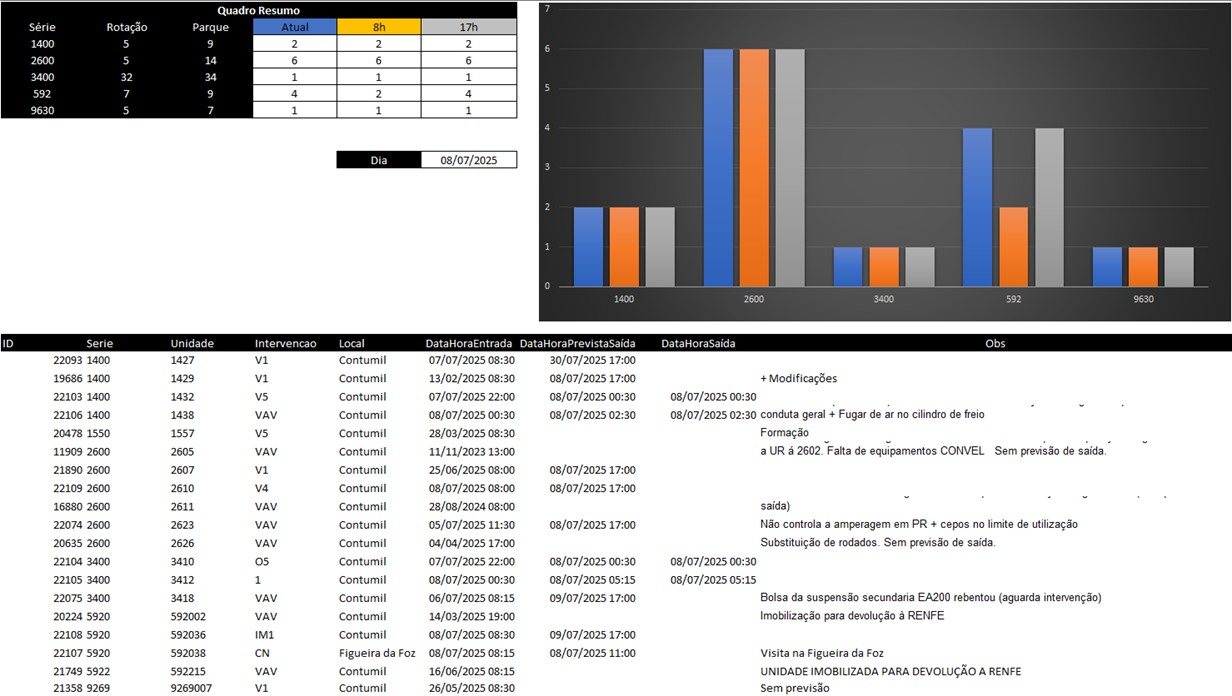 Quadro Resumo
Série Rotação Parque Atual 8h 17h
1400 5 9 2 2 2
2600 5 14 6 6 6
3400 32 34 1 1 1
592 7 9 4 2 4
9630 5 7 1 1 1
Dia 08/07/2025
7
6
5
4
3
2
1
0
1400 2600 3400 592 9630
ID Serie Unidade Intervencao Local DataHoraEntrada DataHoraPrevistaSaída DataHoraSaída Obs
22093 1400 1427 V1 Contumil 07/07/2025 08:30 30/07/2025 17:00
19686 1400 1429 V1 Contumil 13/02/2025 08:30 08/07/2025 17:00 + Modificações
22103 1400 1432 V5 Contumil 07/07/2025 22:00 08/07/2025 00:30 08/07/2025 00:30
22106 1400 1438 VAV Contumil 08/07/2025 00:30 08/07/2025 02:30 08/07/2025 02:30 conduta geral + Fugar de ar no cilindro de freio
20478 1550 1557 V5 Contumil 28/03/2025 08:30 Formação
11909 2600 2605 VAV Contumil 11/11/2023 13:00 a UR á 2602. Falta de equipamentos CONVEL Sem previsão de saída.
21890 2600 2607 V1 Contumil 25/06/2025 08:00 08/07/2025 17:00
22109 2600 2610 V4 Contumil 08/07/2025 08:00 08/07/2025 17:00
16880 2600 2611 VAV Contumil 28/08/2024 08:00 saída)
22074 2600 2623 VAV Contumil 05/07/2025 11:30 08/07/2025 17:00 Não controla a amperagem em PR + cepos no limite de utilização
20635 2600 2626 VAV Contumil 04/04/2025 17:00 Substituição de rodados. Sem previsão de saída.
22104 3400 3410 O5 Contumil 07/07/2025 22:00 08/07/2025 00:30 08/07/2025 00:30
22105 3400 3412 1 Contumil 08/07/2025 00:30 08/07/2025 05:15 08/07/2025 05:15
22075 3400 3418 VAV Contumil 06/07/2025 08:15 09/07/2025 17:00 Bolsa da suspensão secundaria EA200 rebentou (aguarda intervenção)
20224 5920 592002 VAV Contumil 14/03/2025 19:00 Imobilização para devolução à RENFE
22108 5920 592036 IM1 Contumil 08/07/2025 08:30 09/07/2025 17:00
22107 5920 592038 CN Figueira da Foz 08/07/2025 08:15 08/07/2025 11:00 Visita na Figueira da Foz
21749 5922 592215 VAV Contumil 16/06/2025 08:15 UNIDADE IMOBILIZADA PARA DEVOLUÇÃO A RENFE
21358 9269 9269007 V1 Contumil 26/05/2025 08:30 Sem previsão